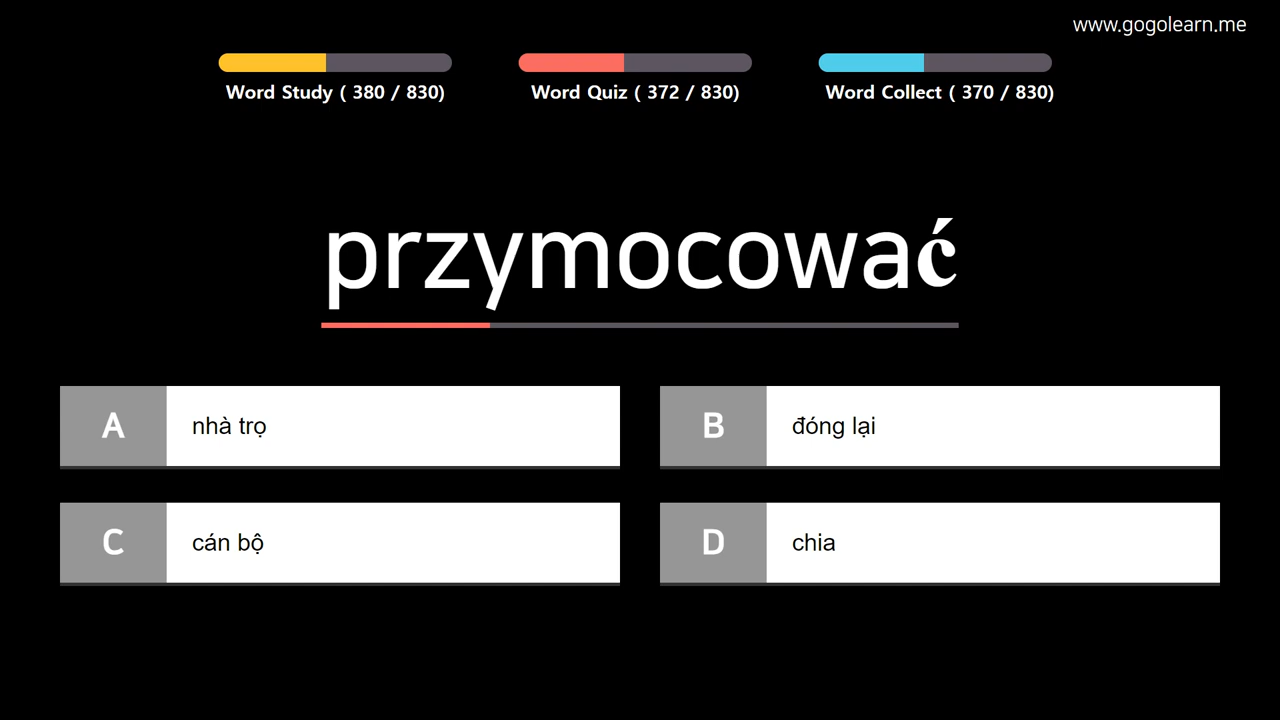 www.gogolearn.me
Word Study ( 380 / 830)
Word Quiz ( 372 / 830)
Word Collect ( 370 / 830)
przymocować
A nhà trọ
B đóng lại
C cán bộ
D chia